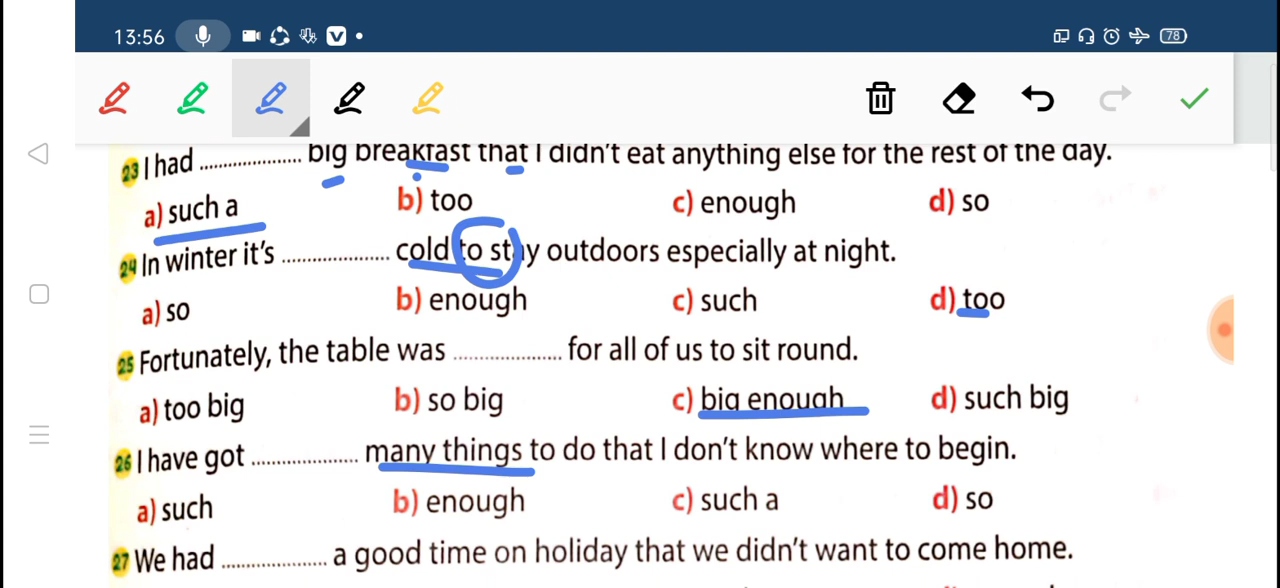 13:56
78
23 I had .................... big breakfast that I didn't eat anything else for the rest of the day.
a) such a b) too c) enough d) so
24 In winter it's .................... cold to stay outdoors especially at night.
a) so b) enough c) such d) too
25 Fortunately, the table was .................... for all of us to sit round.
a) too big b) so big c) big enough d) such big
26 I have got .................... many things to do that I don't know where to begin.
a) such b) enough c) such a d) so
27 We had .................... a good time on holiday that we didn't want to come home.